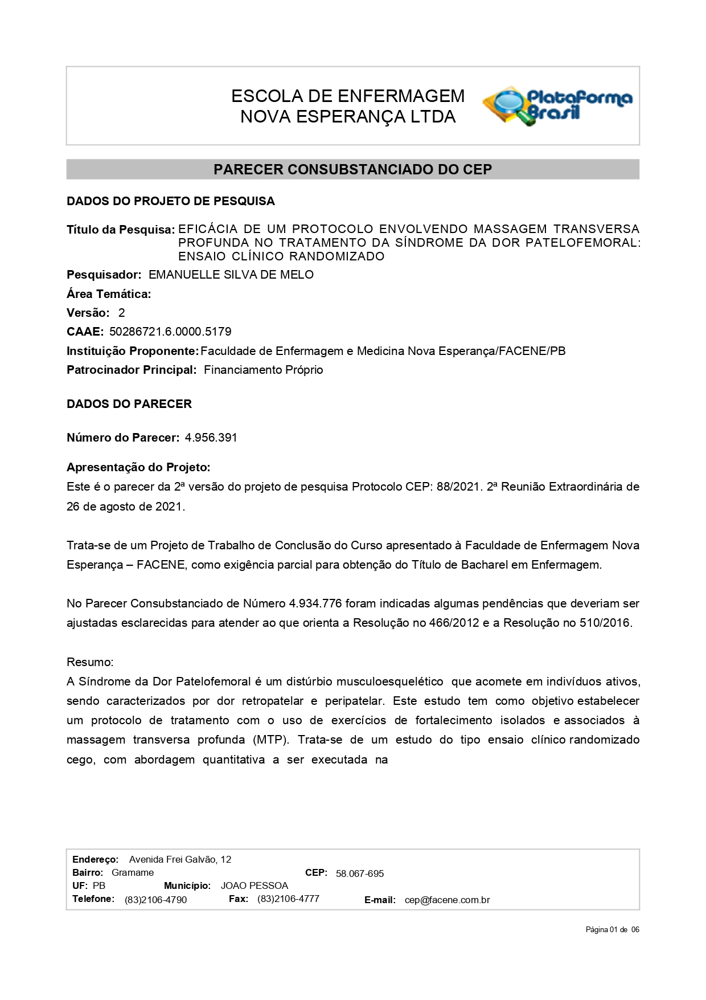 ESCOLA DE ENFERMAGEM
NOVA ESPERANÇA LTDA
Plataforma
Brasil
PARECER CONSUBSTANCIADO DO CEP
DADOS DO PROJETO DE PESQUISA
Título da Pesquisa: EFICÁCIA DE UM PROTOCOLO ENVOLVENDO MASSAGEM TRANSVERSA
PROFUNDA NO TRATAMENTO DA SÍNDROME DA DOR PATELOFEMORAL:
ENSAIO CLÍNICO RANDOMIZADO
Pesquisador: EMANUELLE SILVA DE MELO
Área Temática:
Versão: 2
CAAE: 50286721.6.0000.5179
Instituição Proponente: Faculdade de Enfermagem e Medicina Nova Esperança/FACENE/PB
Patrocinador Principal: Financiamento Próprio
DADOS DO PARECER
Número do Parecer: 4.956.391
Apresentação do Projeto:
Este é o parecer da 2ª versão do projeto de pesquisa Protocolo CEP: 88/2021. 2ª Reunião Extraordinária de
26 de agosto de 2021.
Trata-se de um Projeto de Trabalho de Conclusão do Curso apresentado à Faculdade de Enfermagem Nova
Esperança – FACENE, como exigência parcial para obtenção do Título de Bacharel em Enfermagem.
No Parecer Consubstanciado de Número 4.934.776 foram indicadas algumas pendências que deveriam ser
ajustadas esclarecidas para atender ao que orienta a Resolução no 466/2012 e a Resolução no 510/2016.
Resumo:
A Síndrome da Dor Patelofemoral é um distúrbio musculoesquelético que acomete em indivíduos ativos,
sendo caracterizados por dor retropatelar e peripatelar. Este estudo tem como objetivo estabelecer
um protocolo de tratamento com o uso de exercícios de fortalecimento isolados e associados à
massagem transversa profunda (MTP). Trata-se de um estudo do tipo ensaio clínico randomizado
cego, com abordagem quantitativa a ser executada na
Endereço: Avenida Frei Galvão, 12
Bairro: Gramame CEP: 58.067-695
UF: PB Município: JOAO PESSOA
Telefone: (83)2106-4790 Fax: (83)2106-4777 E-mail: cep@facene.com.br
Página 01 de 06